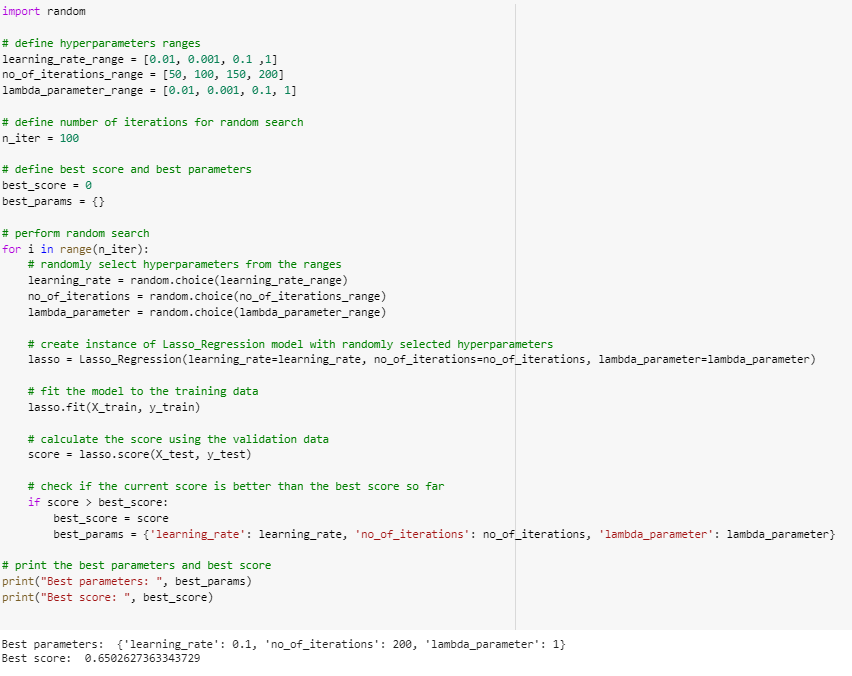 import random
# define hyperparameters ranges
learning_rate_range = [0.01, 0.001, 0.1 ,1]
no_of_iterations_range = [50, 100, 150, 200]
lambda_parameter_range = [0.01, 0.001, 0.1, 1]
# define number of iterations for random search
n_iter = 100
# define best score and best parameters
best_score = 0
best_params = {}
# perform random search
for i in range(n_iter):
    # randomly select hyperparameters from the ranges
    learning_rate = random.choice(learning_rate_range)
    no_of_iterations = random.choice(no_of_iterations_range)
    lambda_parameter = random.choice(lambda_parameter_range)
    # create instance of Lasso_Regression model with randomly selected hyperparameters
    lasso = Lasso_Regression(learning_rate=learning_rate, no_of_iterations=no_of_iterations, lambda_parameter=lambda_parameter)
    # fit the model to the training data
    lasso.fit(X_train, y_train)
    # calculate the score using the validation data
    score = lasso.score(X_test, y_test)
    # check if the current score is better than the best score so far
    if score > best_score:
        best_score = score
        best_params = {'learning_rate': learning_rate, 'no_of_iterations': no_of_iterations, 'lambda_parameter': lambda_parameter}
# print the best parameters and best score
print("Best parameters: ", best_params)
print("Best score: ", best_score)
Best parameters:  {'learning_rate': 0.1, 'no_of_iterations': 200, 'lambda_parameter': 1}
Best score:  0.6502627363343729